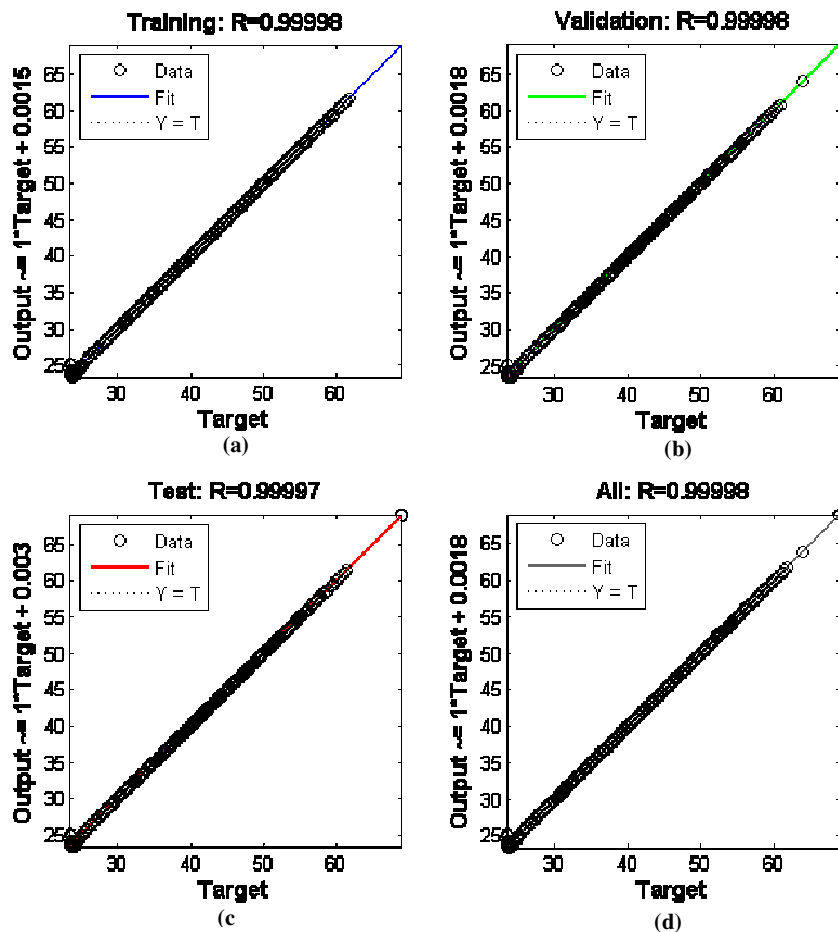 Training: R=0.99998
Output ~= 1*Target + 0.0015
65
60
55
50
45
40
35
30
25
Data
Fit
Y = T
30 40 50 60
Target
(a)
Validation: R=0.99998
Output ~= 1*Target + 0.0018
65
60
55
50
45
40
35
30
25
Data
Fit
Y = T
30 40 50 60
Target
(b)
Test: R=0.99997
Output ~= 1*Target + 0.003
65
60
55
50
45
40
35
30
25
Data
Fit
Y = T
30 40 50 60
Target
(c
All: R=0.99998
Output ~= 1*Target + 0.0018
65
60
55
50
45
40
35
30
25
Data
Fit
Y = T
30 40 50 60
Target
(d)